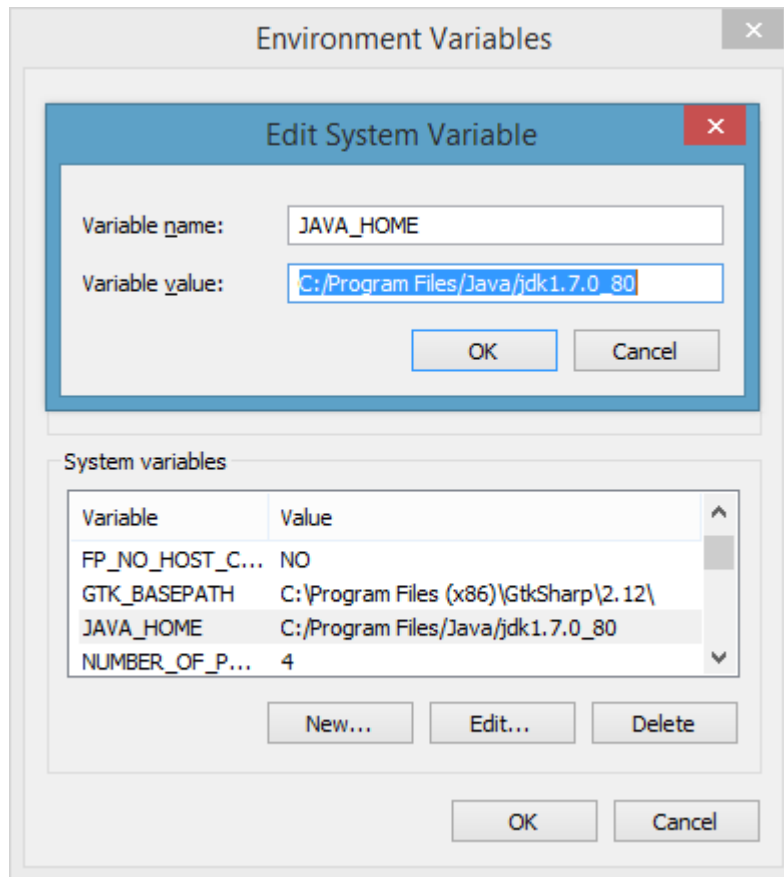 Environment Variables
Edit System Variable
Variable name: JAVA_HOME
Variable value: C:/Program Files/Java/jdk1.7.0_80
OK Cancel
System variables
Variable Value
FP_NO_HOST_C... NO
GTK_BASEPATH C:\Program Files (x86)\GtkSharp\2.12\
JAVA_HOME C:/Program Files/Java/jdk1.7.0_80
NUMBER_OF_P... 4
New... Edit... Delete
OK Cancel